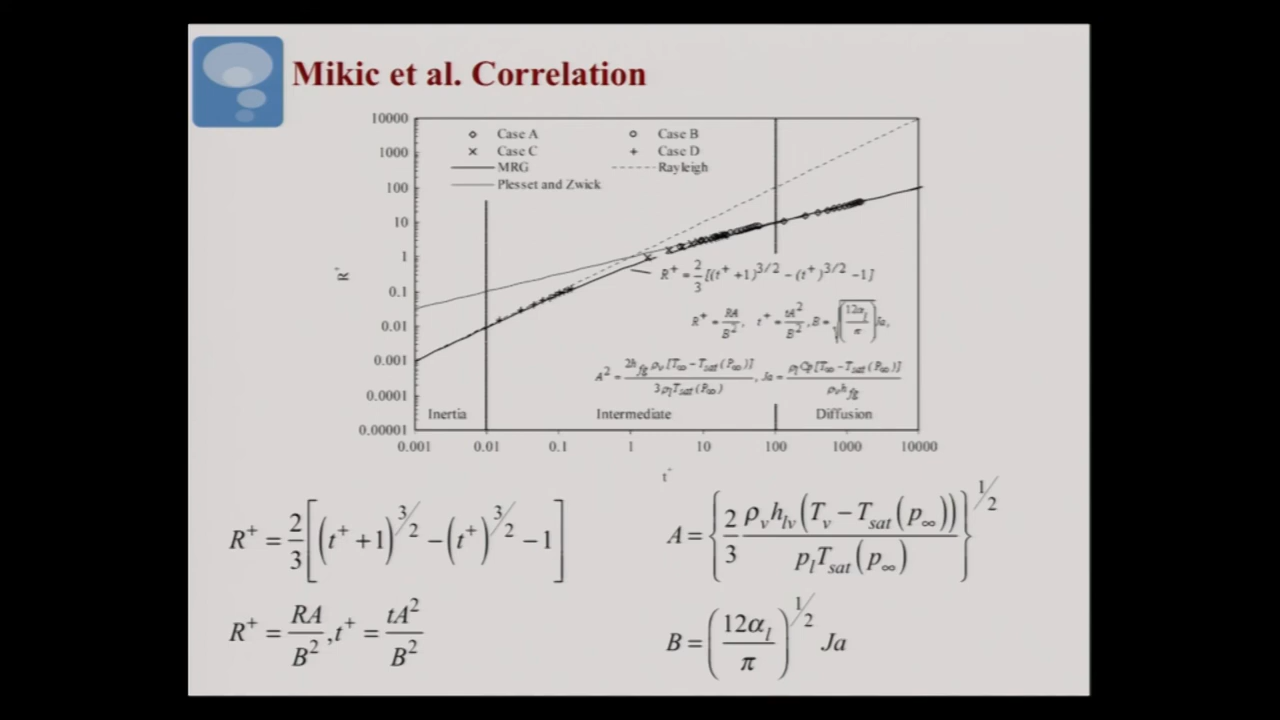 Mikic et al. Correlation
10000
1000
100
10
1
0.1
0.01
0.001
0.0001
0.00001
R⁺
Case A Case B
Case C Case D
MRG Rayleigh
Plesset and Zwick
R⁺ = 2/3 [(t⁺ +1)^3/2 − (t⁺)^3/2 −1]
R⁺ = RA/B², t⁺ = tA²/B², B = √(12α_l/π) Ja,
A² = 2h_fg ρ_v [T_∞ − T_sat (P_∞)] / 3ρ_l T_sat (P_∞), Ja = ρ_l Cp [T_∞ − T_sat (P_∞)] / ρ_v h_fg
Inertia Intermediate Diffusion
0.001 0.01 0.1 1 10 100 1000 10000
t⁺
R⁺ = 2/3 [(t⁺ +1)^3/2 − (t⁺)^3/2 − 1]
A = {2/3 ρ_v h_lv (T_v − T_sat (p_∞)) / p_l T_sat (p_∞)}^1/2
R⁺ = RA/B², t⁺ = tA²/B²
B = (12α_l/π)^1/2 Ja